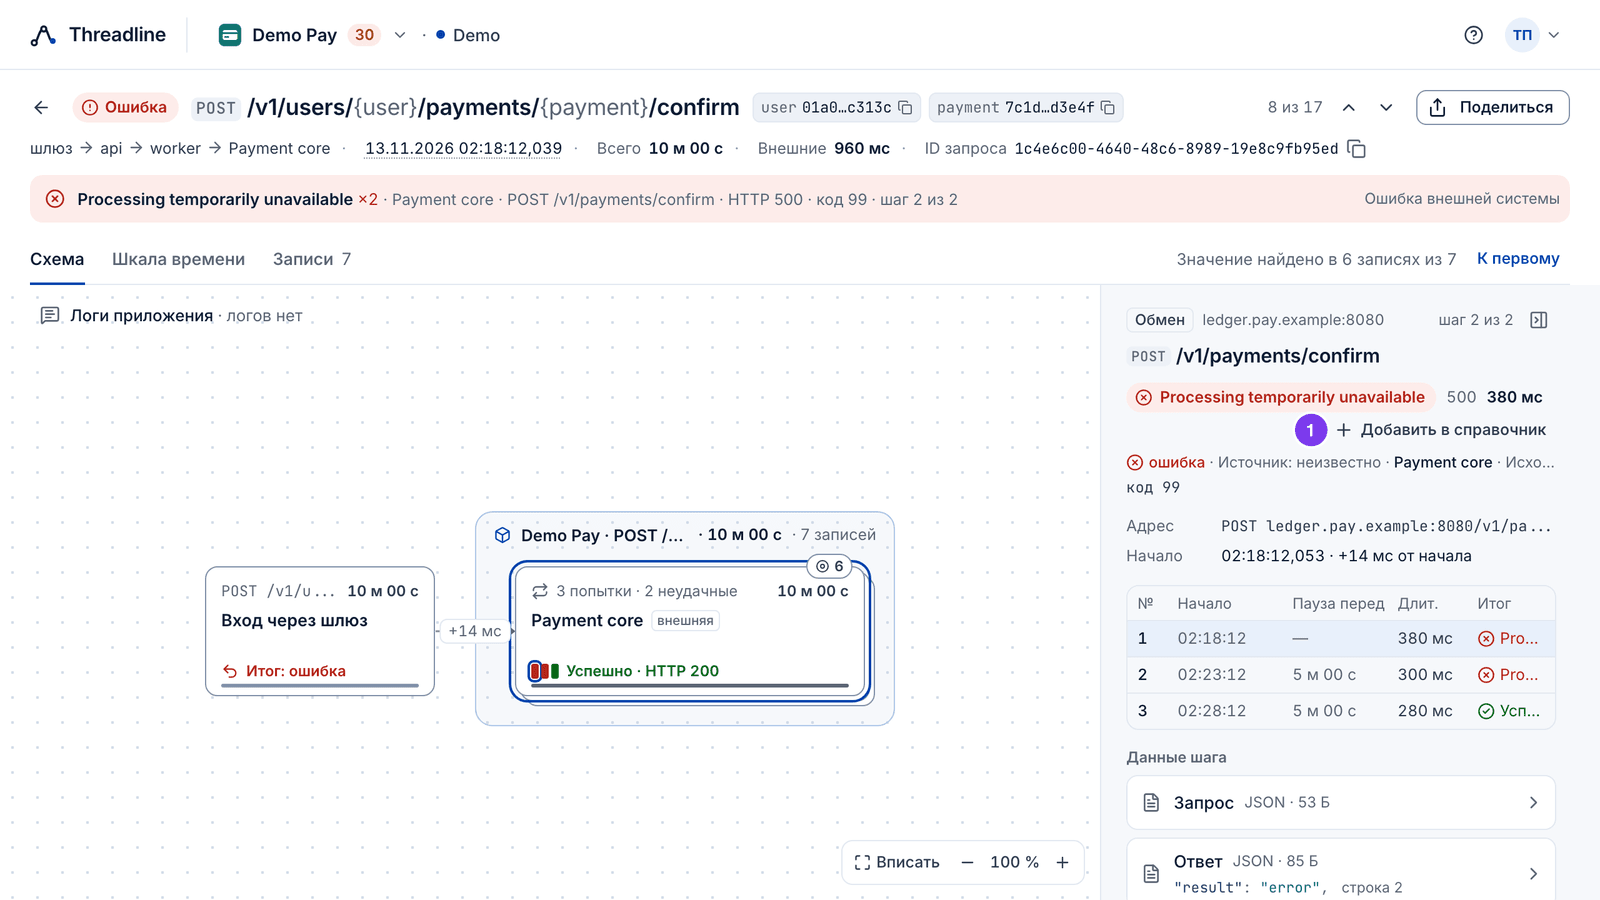 Threadline
Demo Pay 30 · Demo
ТП
Ошибка POST /v1/users/{user}/payments/{payment}/confirm user 01a0…c313c payment 7c1d…d3e4f 8 из 17 Поделиться
шлюз → api → worker → Payment core · 13.11.2026 02:18:12,039 · Всего 10 м 00 с · Внешние 960 мс · ID запроса 1c4e6c00-4640-48c6-8989-19e8c9fb95ed
Processing temporarily unavailable ×2 · Payment core · POST /v1/payments/confirm · HTTP 500 · код 99 · шаг 2 из 2 Ошибка внешней системы
Схема Шкала времени Записи 7 Значение найдено в 6 записях из 7 К первому
Логи приложения · логов нет
POST /v1/u... 10 м 00 с
Вход через шлюз
Итог: ошибка
+14 мс
Demo Pay · POST /... · 10 м 00 с · 7 записей
6
3 попытки · 2 неудачные 10 м 00 с
Payment core внешняя
Успешно · HTTP 200
Вписать − 100 % +
Обмен ledger.pay.example:8080 шаг 2 из 2
POST /v1/payments/confirm
Processing temporarily unavailable 500 380 мс
1 + Добавить в справочник
ошибка · Источник: неизвестно · Payment core · Исхо...
код 99
Адрес POST ledger.pay.example:8080/v1/pa...
Начало 02:18:12,053 · +14 мс от начала
№ Начало Пауза перед Длит. Итог
1 02:18:12 — 380 мс Pro...
2 02:23:12 5 м 00 с 300 мс Pro...
3 02:28:12 5 м 00 с 280 мс Усп...
Данные шага
Запрос JSON · 53 Б
Ответ JSON · 85 Б
"result": "error", строка 2